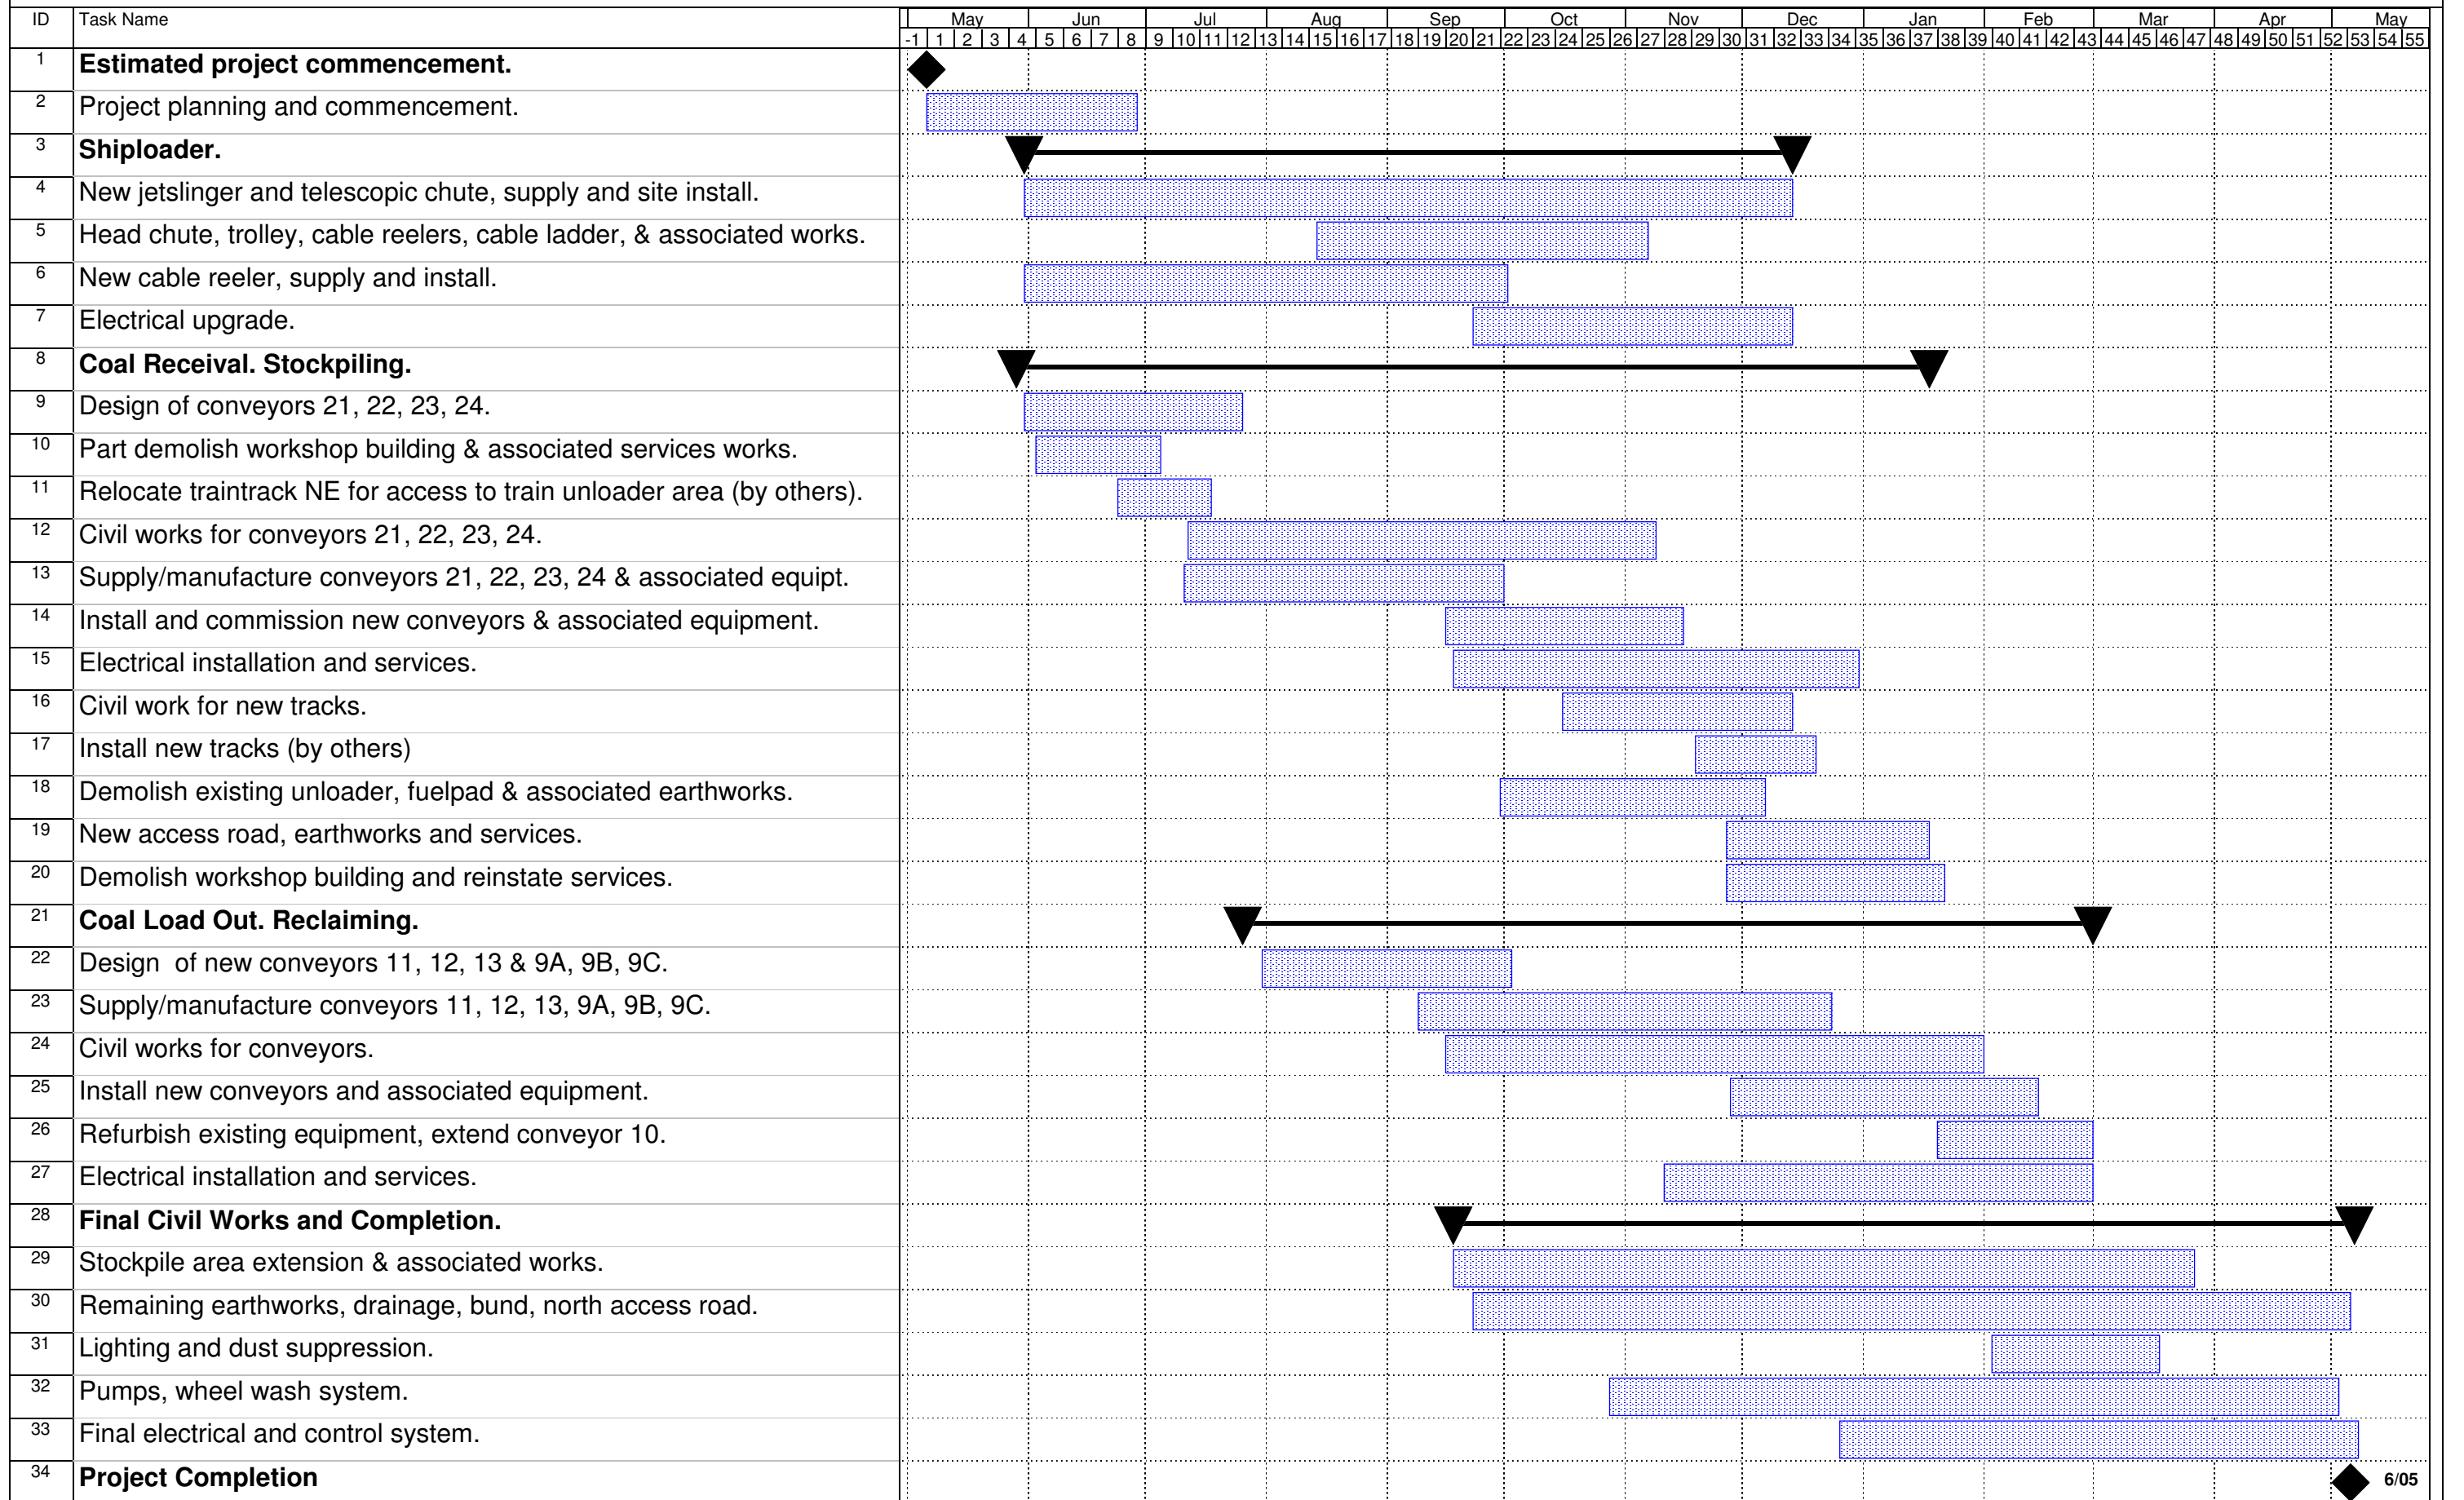 ID Task Name May Jun Jul Aug Sep Oct Nov Dec Jan Feb Mar Apr May
-1 1 2 3 4 5 6 7 8 9 10 11 12 13 14 15 16 17 18 19 20 21 22 23 24 25 26 27 28 29 30 31 32 33 34 35 36 37 38 39 40 41 42 43 44 45 46 47 48 49 50 51 52 53 54 55
1 Estimated project commencement.
2 Project planning and commencement.
3 Shiploader.
4 New jetslinger and telescopic chute, supply and site install.
5 Head chute, trolley, cable reelers, cable ladder, & associated works.
6 New cable reeler, supply and install.
7 Electrical upgrade.
8 Coal Receival. Stockpiling.
9 Design of conveyors 21, 22, 23, 24.
10 Part demolish workshop building & associated services works.
11 Relocate traintrack NE for access to train unloader area (by others).
12 Civil works for conveyors 21, 22, 23, 24.
13 Supply/manufacture conveyors 21, 22, 23, 24 & associated equipt.
14 Install and commission new conveyors & associated equipment.
15 Electrical installation and services.
16 Civil work for new tracks.
17 Install new tracks (by others)
18 Demolish existing unloader, fuelpad & associated earthworks.
19 New access road, earthworks and services.
20 Demolish workshop building and reinstate services.
21 Coal Load Out. Reclaiming.
22 Design of new conveyors 11, 12, 13 & 9A, 9B, 9C.
23 Supply/manufacture conveyors 11, 12, 13, 9A, 9B, 9C.
24 Civil works for conveyors.
25 Install new conveyors and associated equipment.
26 Refurbish existing equipment, extend conveyor 10.
27 Electrical installation and services.
28 Final Civil Works and Completion.
29 Stockpile area extension & associated works.
30 Remaining earthworks, drainage, bund, north access road.
31 Lighting and dust suppression.
32 Pumps, wheel wash system.
33 Final electrical and control system.
34 Project Completion 6/05